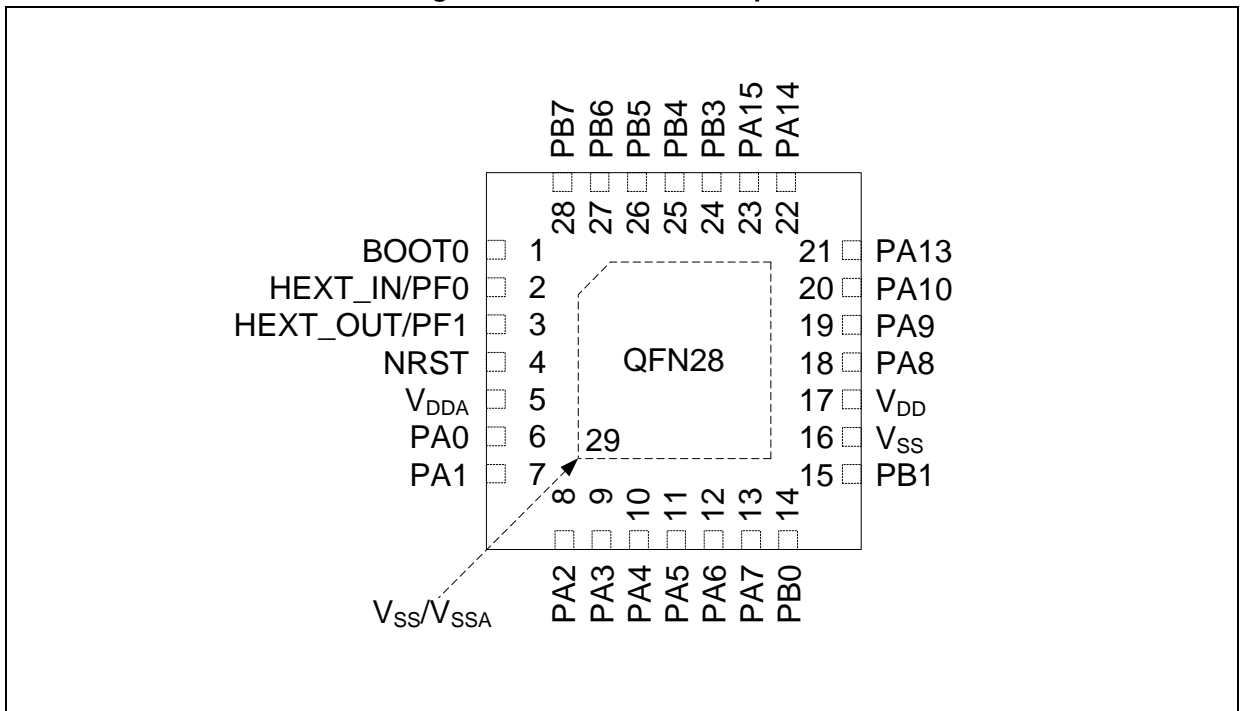 PB7
PB6
PB5
PB4
PB3
PA15
PA14
28
27
26
25
24
23
22
BOOT0 1
HEXT_IN/PF0 2
HEXT_OUT/PF1 3
NRST 4
VDDA 5
PA0 6
PA1 7
21 PA13
20 PA10
19 PA9
18 PA8
17 VDD
16 VSS
15 PB1
QFN28
29
8
9
10
11
12
13
14
PA2
PA3
PA4
PA5
PA6
PA7
PB0
VSS/VSSA